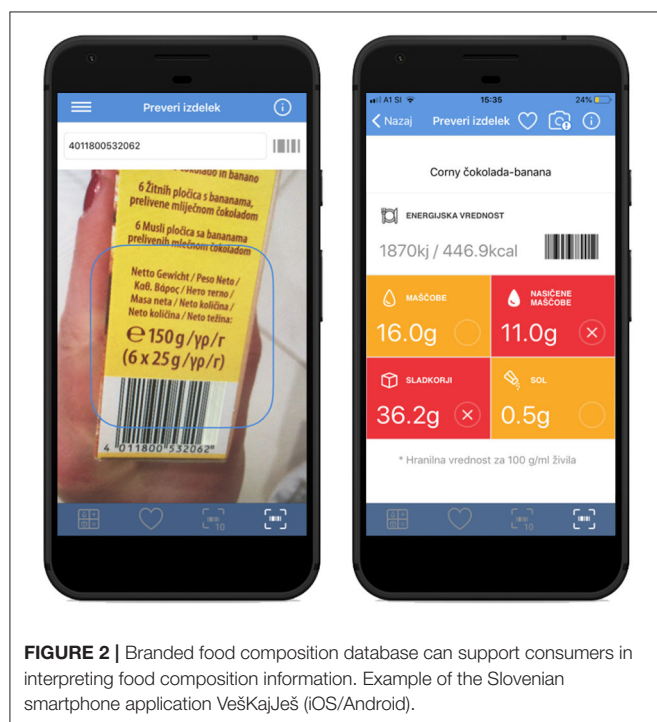 Preveri izdelek
4011800532062
čokolado in banano
6 Žitnih pločica s bananama,
prelivene mliječnom čokoladom
6 Musli pločica sa bananama
prelivenih mlečnom čokoladom
Netto Gewicht / Peso Neto /
Καθ. Βάρος / Нето тегло /
Masa neta / Neto količina /
Neto količina / Neto težina:
e 150 g/γρ/г
(6 x 25 g/γρ/г)
4 011800 532062
10
A1 SI 15:35 24%
Nazaj Preveri izdelek
Corny čokolada-banana
ENERGIJSKA VREDNOST
1870kj / 446.9kcal
MAŠČOBE
16.0g
NASIČENE
MAŠČOBE
11.0g
SLADKORJI
36.2g
SOL
0.5g
* Hranilna vrednost za 100 g/ml živila
10
FIGURE 2 | Branded food composition database can support consumers in
interpreting food composition information. Example of the Slovenian
smartphone application VešKajJeš (iOS/Android).